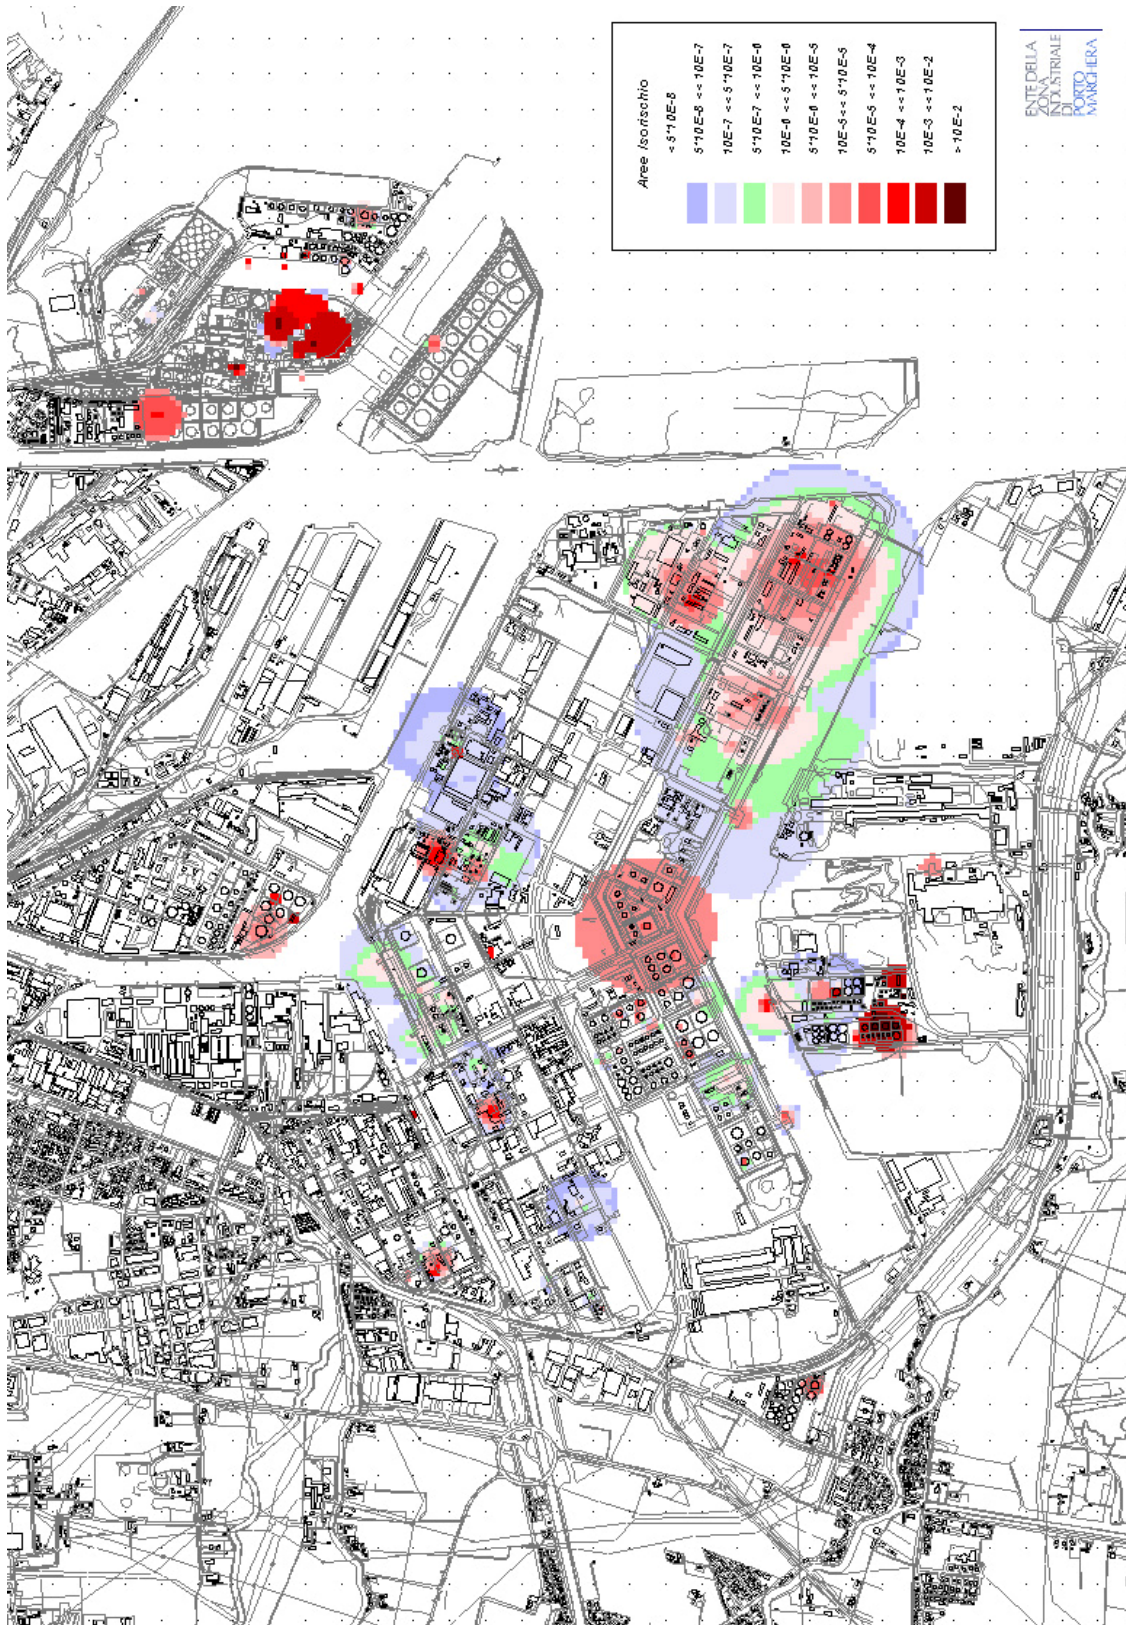 Aree Isorischio
< 5*10E-8
5*10E-8 << 10E-7
10E-7 << 5*10E-7
5*10E-7 << 10E-6
10E-6 << 5*10E-6
5*10E-6 << 10E-5
10E-5 << 5*10E-5
5*10E-5 << 10E-4
10E-4 << 10E-3
10E-3 << 10E-2
> 10E-2
ENTE DELLA
ZONA
INDUSTRIALE
DI
PORTO
MARGHERA